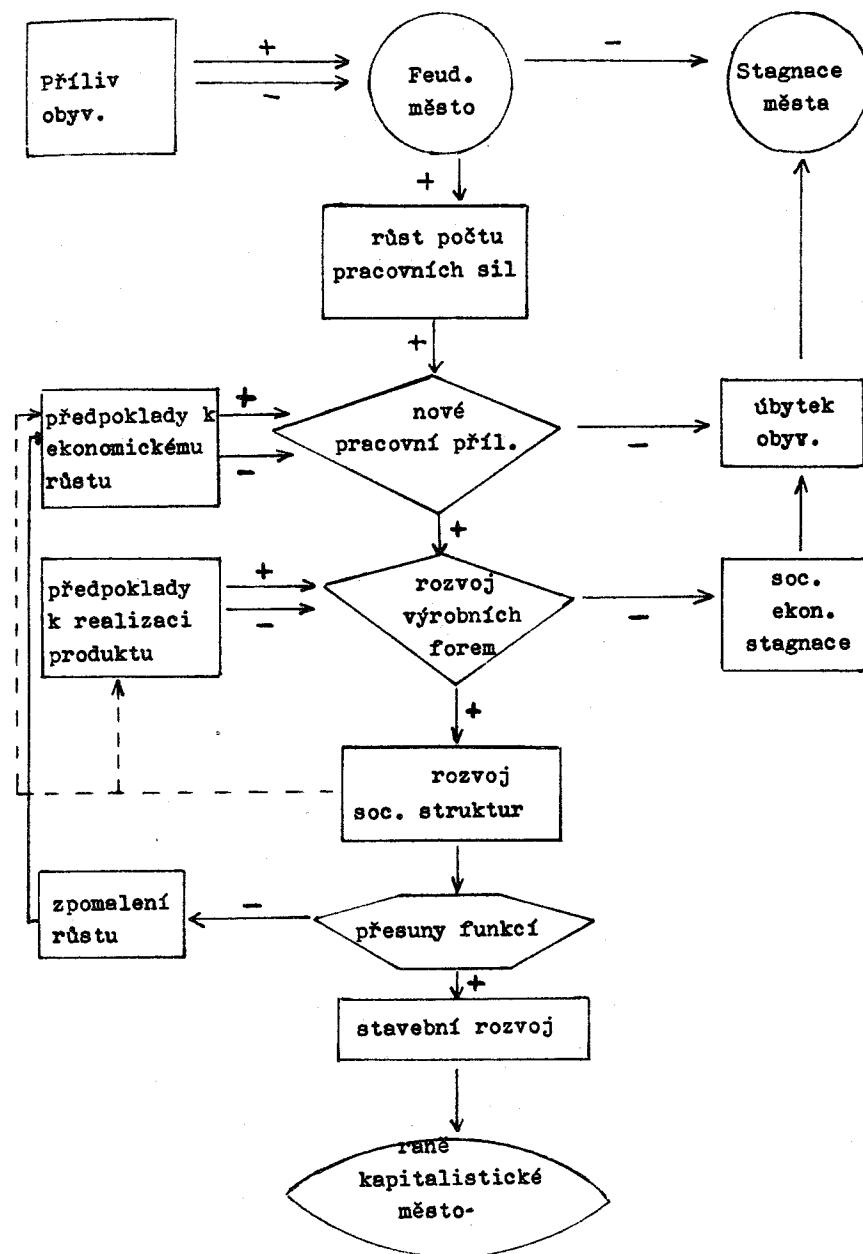 Příliv
obyv.
+
-
Feud.
město
-
Stagnace
města
+
růst počtu
pracovních sil
+
předpoklady k
ekonomickému
růstu
+
-
nové
pracovní příl.
-
úbytek
obyv.
+
předpoklady
k realizaci
produktu
+
-
rozvoj
výrobních
forem
-
soc.
ekon.
stagnace
+
rozvoj
soc. struktur
zpomalení
růstu
-
přesuny funkcí
+
stavební rozvoj
raně
kapitalistické
město-